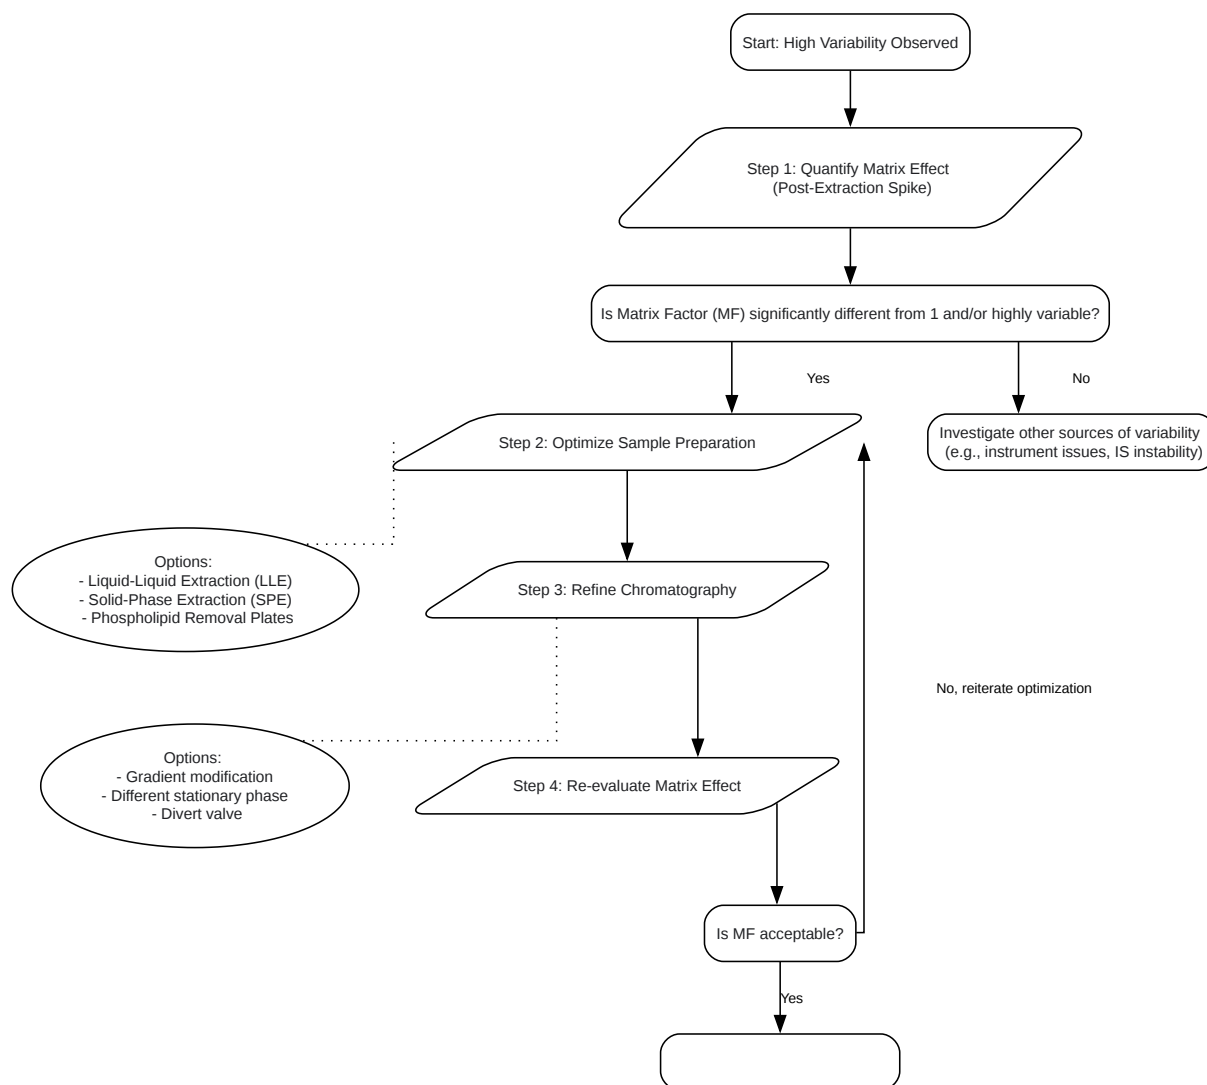 Start: High Variability Observed
Step 1: Quantify Matrix Effect
(Post-Extraction Spike)
Is Matrix Factor (MF) significantly different from 1 and/or highly variable?
Yes
No
Step 2: Optimize Sample Preparation
Investigate other sources of variability
(e.g., instrument issues, IS instability)
Options:
- Liquid-Liquid Extraction (LLE)
- Solid-Phase Extraction (SPE)
- Phospholipid Removal Plates
Step 3: Refine Chromatography
No, reiterate optimization
Options:
- Gradient modification
- Different stationary phase
- Divert valve
Step 4: Re-evaluate Matrix Effect
Is MF acceptable?
Yes